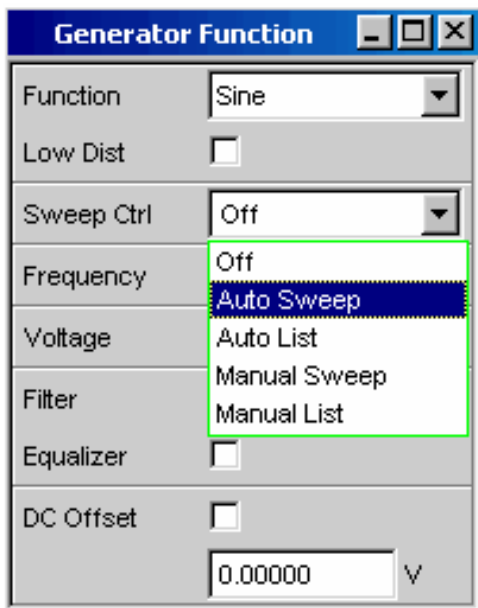 Generator Function
Function Sine
Low Dist
Sweep Ctrl Off
Off
Frequency
Auto Sweep
Voltage Auto List
Manual Sweep
Filter
Manual List
Equalizer
DC Offset
0.00000 V